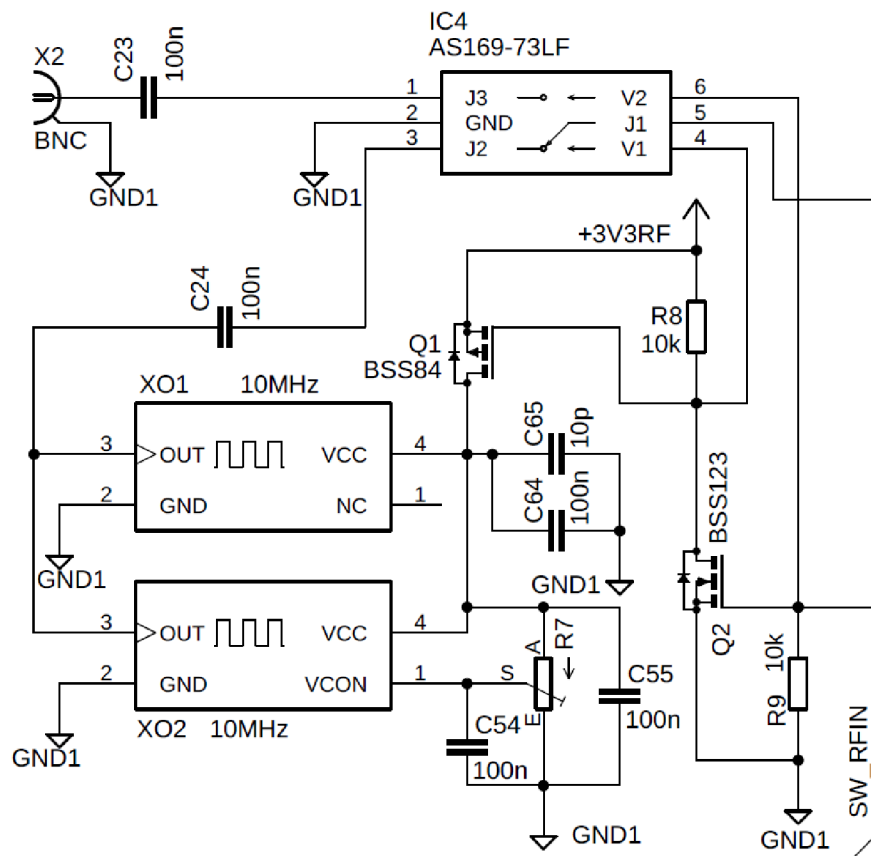 IC4
AS169-73LF
X2
C23
100n
BNC
GND1
1
2
3
J3
GND
J2
V2
J1
V1
6
5
4
GND1
+3V3RF
C24
100n
Q1
BSS84
R8
10k
XO1 10MHz
3
OUT
VCC
4
2
GND
NC
1
GND1
C65
10p
C64
100n
GND1
BSS123
Q2
3
OUT
VCC
4
2
GND
VCON
1
XO2 10MHz
GND1
A
R7
S
E
C54
100n
C55
100n
GND1
10k
R9
GND1
SW_RFIN